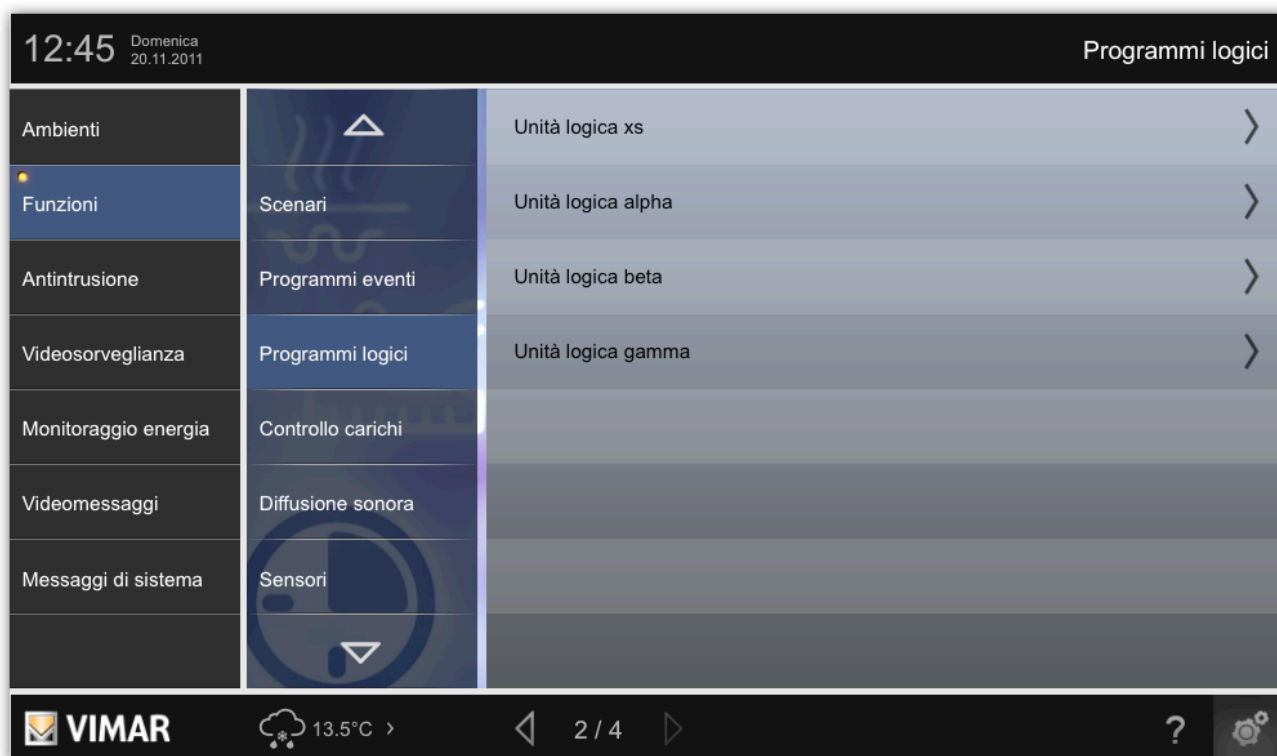 12:45 Domenica
20.11.2011
Programmi logici
Ambienti
Funzioni
Antintrusione
Videosorveglianza
Monitoraggio energia
Videomessaggi
Messaggi di sistema
Scenari
Programmi eventi
Programmi logici
Controllo carichi
Diffusione sonora
Sensori
Unità logica xs
Unità logica alpha
Unità logica beta
Unità logica gamma
VIMAR
13.5°C >
2 / 4
?